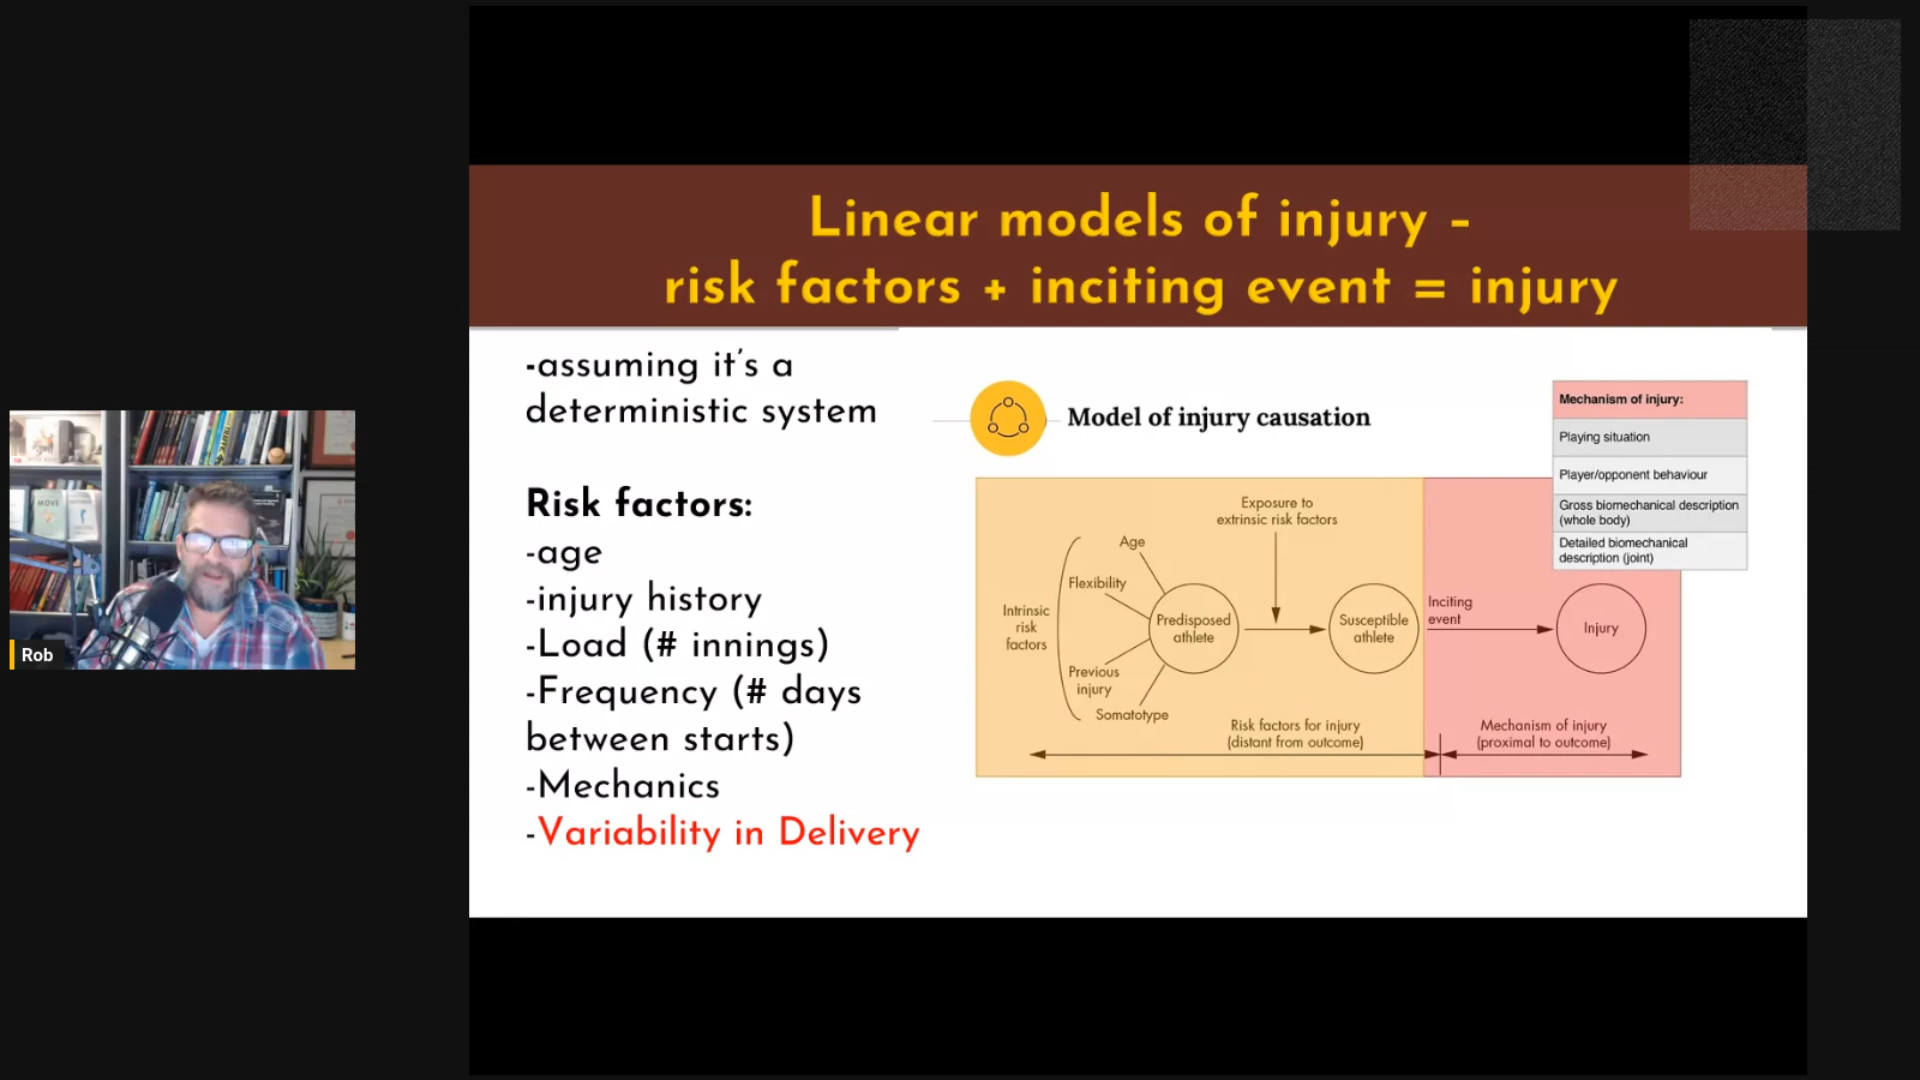 Linear models of injury –
risk factors + inciting event = injury
-assuming it's a
deterministic system
Risk factors:
-age
-injury history
-Load (# innings)
-Frequency (# days
between starts)
-Mechanics
-Variability in Delivery
Model of injury causation
Mechanism of injury:
Playing situation
Player/opponent behaviour
Gross biomechanical description
(whole body)
Detailed biomechanical
description (joint)
Exposure to
extrinsic risk factors
Age
Flexibility
Intrinsic
risk
factors
Previous
injury
Somatotype
Predisposed
athlete
Susceptible
athlete
Inciting
event
Injury
Risk factors for injury
(distant from outcome)
Mechanism of injury
(proximal to outcome)
MOVE
Rob